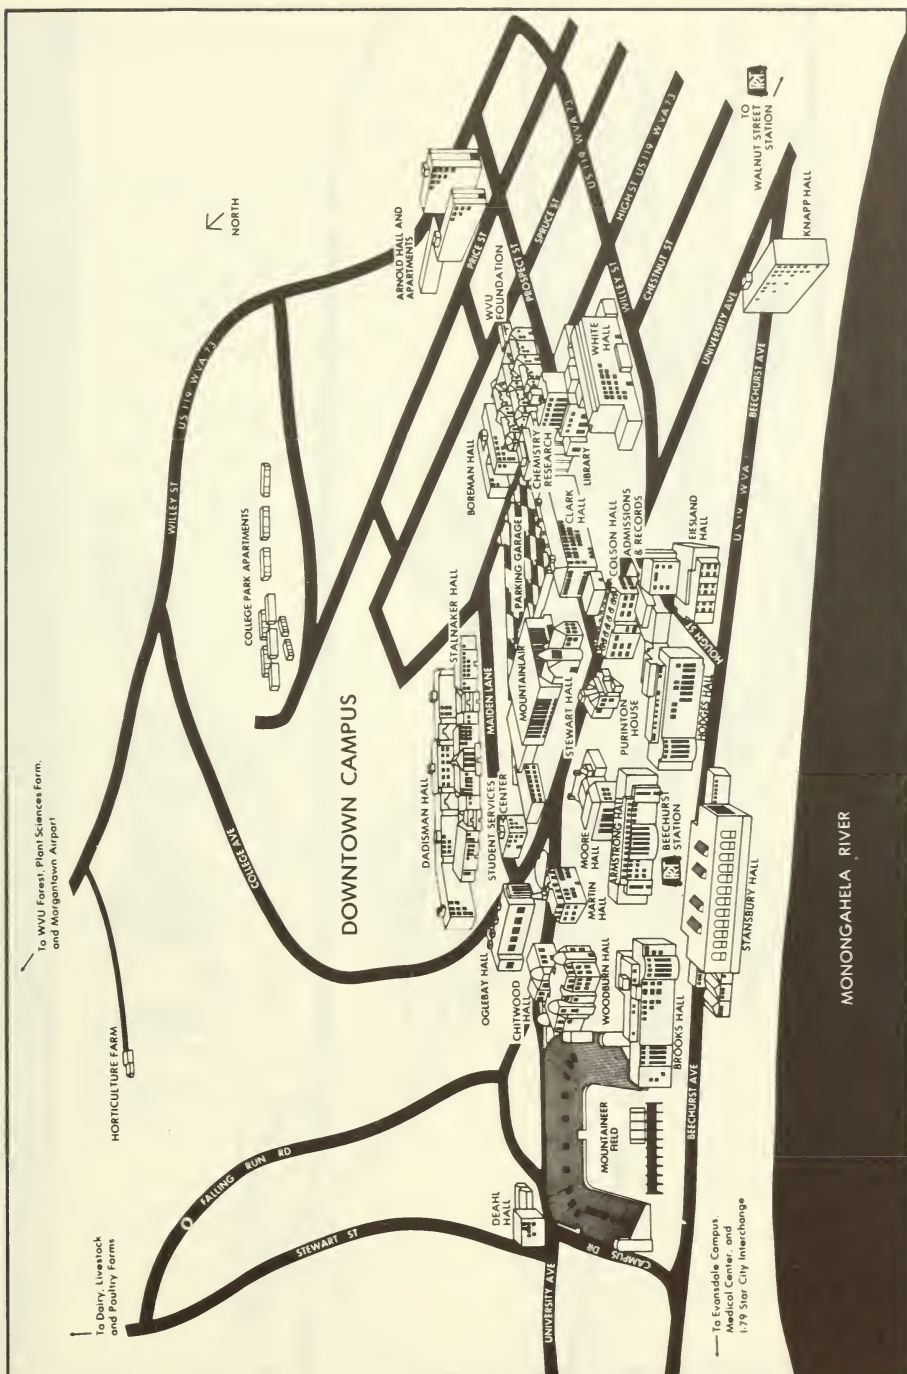 To WVU Forest, Plant Sciences Farm,
and Morgantown Airport
To Dairy, Livestock
and Poultry Farms
HORTICULTURE FARM
FALLING RUN RD
STEWART ST
WILLEY ST
US 119 WVA 73
NORTH
COLLEGE AVE
COLLEGE PARK APARTMENTS
DOWNTOWN CAMPUS
ARNOLD HALL AND
APARTMENTS
PRICE ST
DADISMAN HALL
STALNAKER HALL
MAIDEN LANE
BOREMAN HALL
WVU
FOUNDATION
PROSPECT ST
SPRUCE ST
US 119 WVA 73
HIGH ST US 119 WVA 73
OGLEBAY HALL
STUDENT SERVICES
CENTER
MOUNTAINLAIR
PARKING GARAGE
CHEMISTRY
RESEARCH
DEAHL
HALL
CHITWOOD
HALL
STEWART HALL
CLARK
HALL
LIBRARY
WHITE
HALL
WILLEY ST
CHESTNUT ST
UNIVERSITY AVE
MARTIN
HALL
MOORE
HALL
COLSON HALL
ADMISSIONS
& RECORDS
CAMPUS DR
MOUNTAINEER
FIELD
WOODBURN HALL
ARMSTRONG HALL
PURINTON
HOUSE
EIESLAND
HALL
UNIVERSITY AVE
TO
WALNUT STREET
STATION
BROOKS HALL
BEECHURST
STATION
HODGES HALL
HOUGH ST
BEECHURST AVE
US 19 WVA 7
BEECHURST AVE
KNAPP HALL
STANSBURY HALL
To Evansdale Campus,
Medical Center, and
I-79 Star City Interchange
MONONGAHELA RIVER